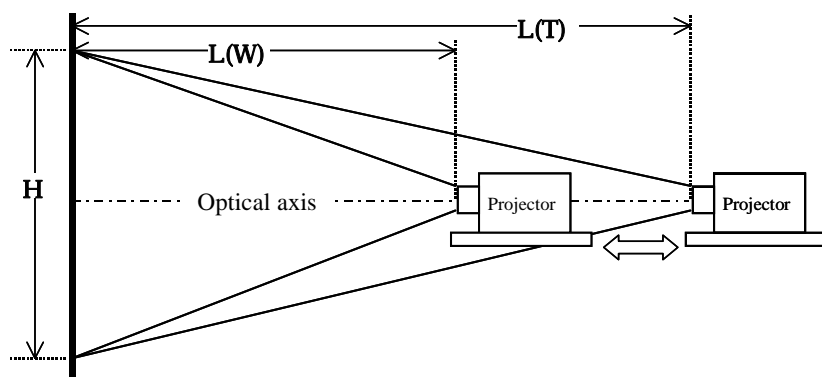 L(T)
L(W)
H
Optical axis
Projector
Projector